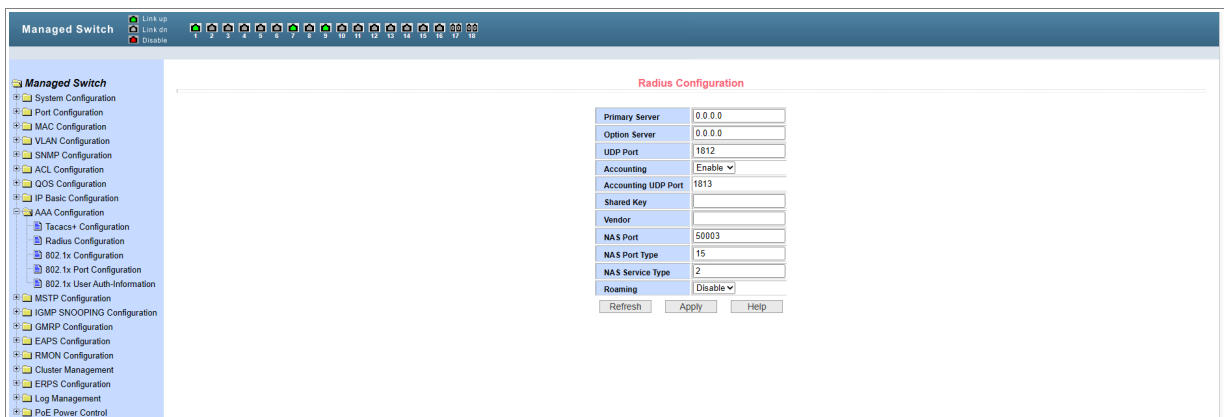 Managed Switch
Link up
Link dn
Disable
1 2 3 4 5 6 7 8 9 10 11 12 13 14 15 16 17 18
Managed Switch
System Configuration
Port Configuration
MAC Configuration
VLAN Configuration
SNMP Configuration
ACL Configuration
QOS Configuration
IP Basic Configuration
AAA Configuration
Tacacs+ Configuration
Radius Configuration
802.1x Configuration
802.1x Port Configuration
802.1x User Auth-Information
MSTP Configuration
IGMP SNOOPING Configuration
GMRP Configuration
EAPS Configuration
RMON Configuration
Cluster Management
ERPS Configuration
Log Management
PoE Power Control
Radius Configuration
Primary Server 0.0.0.0
Option Server 0.0.0.0
UDP Port 1812
Accounting Enable
Accounting UDP Port 1813
Shared Key
Vendor
NAS Port 50003
NAS Port Type 15
NAS Service Type 2
Roaming Disable
Refresh Apply Help